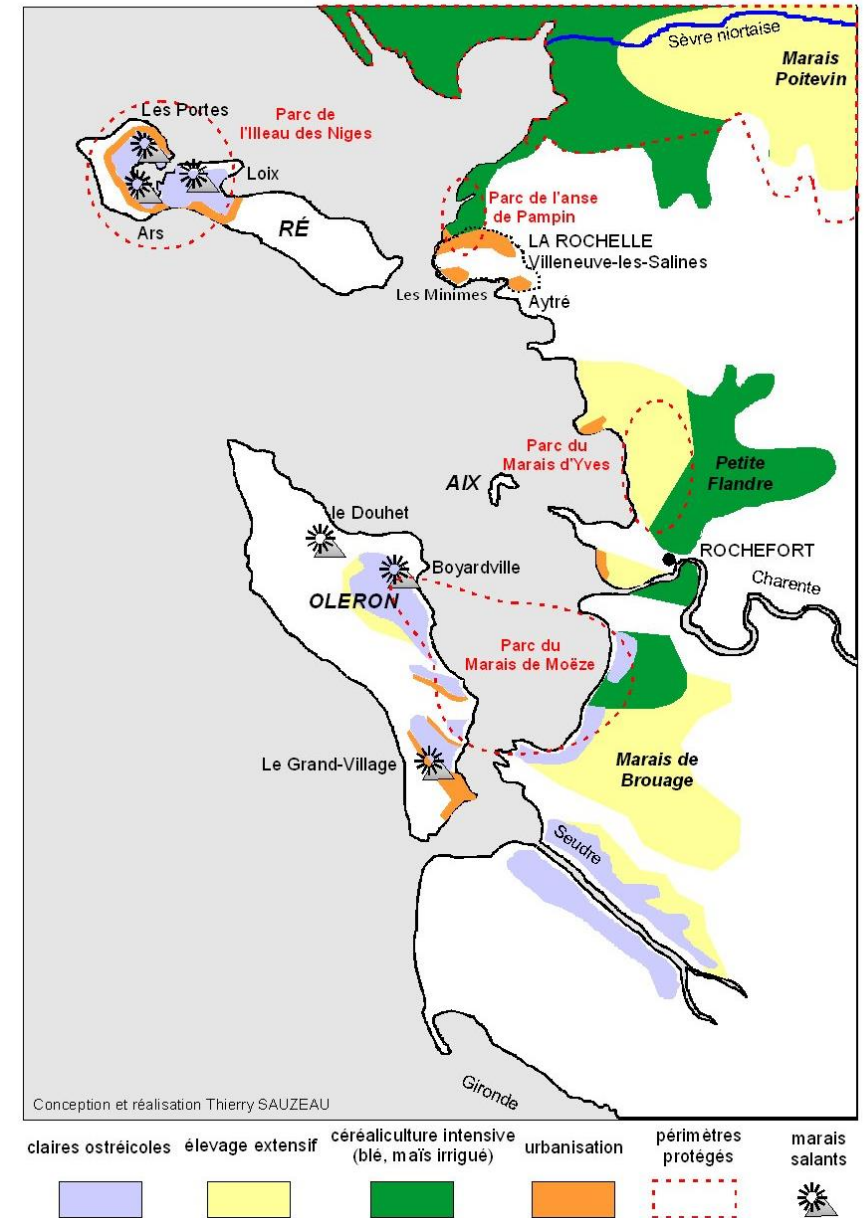 Sèvre niortaise
Marais
Poitevin
Les Portes
Parc de
l'Illeau des Niges
Loix
Ars
RÉ
Parc de l'anse
de Pampin
LA ROCHELLE
Villeneuve-les-Salines
Les Minimes
Aytré
Parc du
Marais d'Yves
AIX
Petite
Flandre
le Douhet
Boyardville
ROCHEFORT
Charente
OLERON
Parc du
Marais de Moëze
Le Grand-Village
Marais de
Brouage
Seudre
Gironde
Conception et réalisation Thierry SAUZEAU
claires ostréicoles
élevage extensif
céréaliculture intensive
(blé, maïs irrigué)
urbanisation
périmètres
protégés
marais
salants